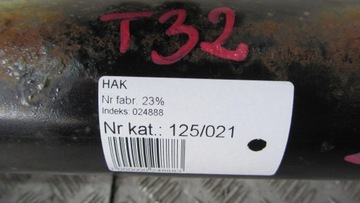 T32
HAK
Nr fabr. 23%
Indeks: 024888
Nr kat.: 125/021